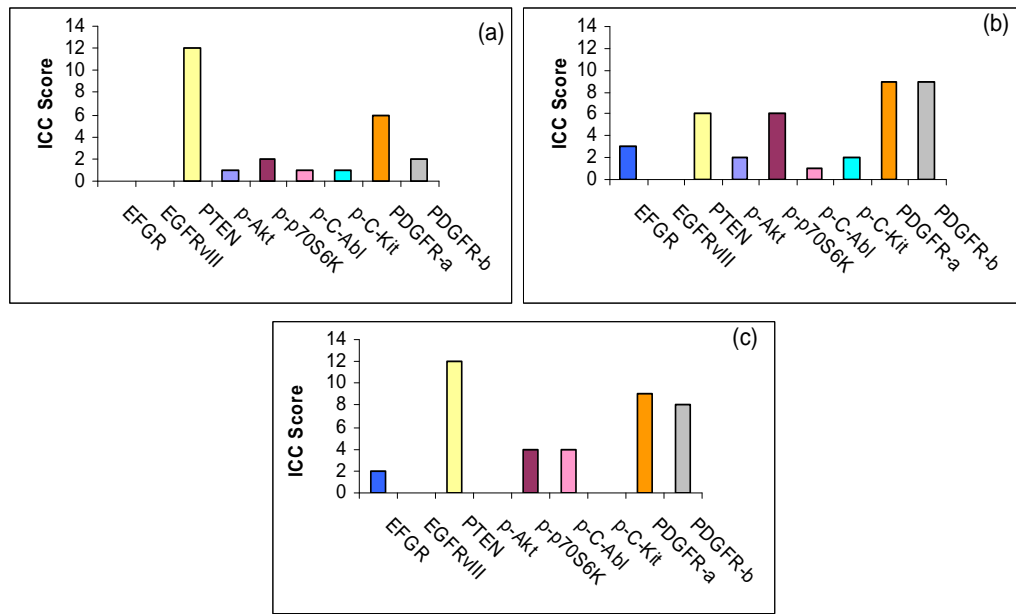 (a)
ICC Score
14
12
10
8
6
4
2
0
EFGR
EGFRvIII
PTEN
p-Akt
p-p70S6K
p-C-Abl
p-C-Kit
PDGFR-a
PDGFR-b
(b)
ICC Score
14
12
10
8
6
4
2
0
EFGR
EGFRvIII
PTEN
p-Akt
p-p70S6K
p-C-Abl
p-C-Kit
PDGFR-a
PDGFR-b
(c)
ICC Score
14
12
10
8
6
4
2
0
EFGR
EGFRvIII
PTEN
p-Akt
p-p70S6K
p-C-Abl
p-C-Kit
PDGFR-a
PDGFR-b